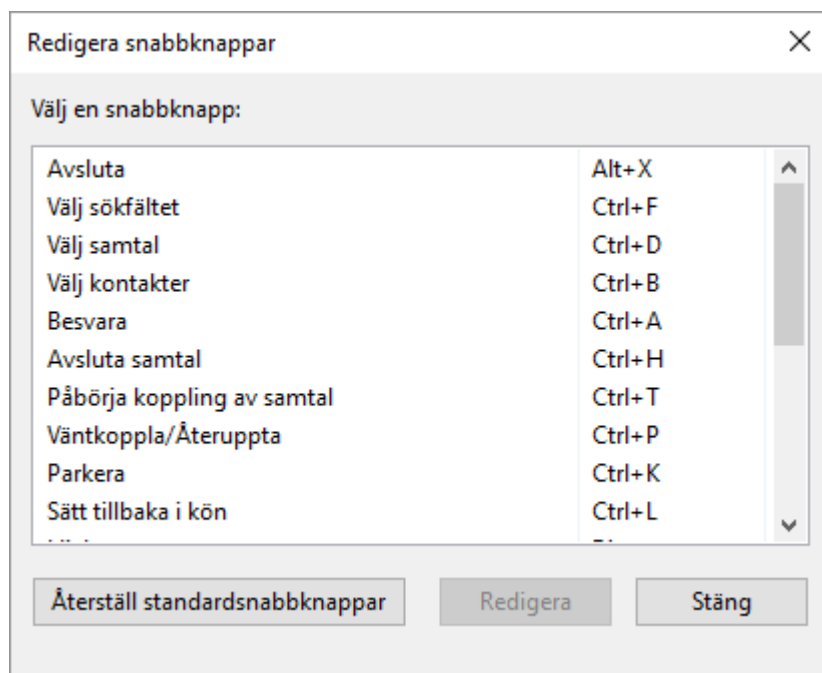 Redigera snabbknappar
Välj en snabbknapp:
Avsluta Alt+X
Välj sökfältet Ctrl+F
Välj samtal Ctrl+D
Välj kontakter Ctrl+B
Besvara Ctrl+A
Avsluta samtal Ctrl+H
Påbörja koppling av samtal Ctrl+T
Väntkoppla/Återuppta Ctrl+P
Parkera Ctrl+K
Sätt tillbaka i kön Ctrl+L
Återställ standardsnabbknappar Redigera Stäng